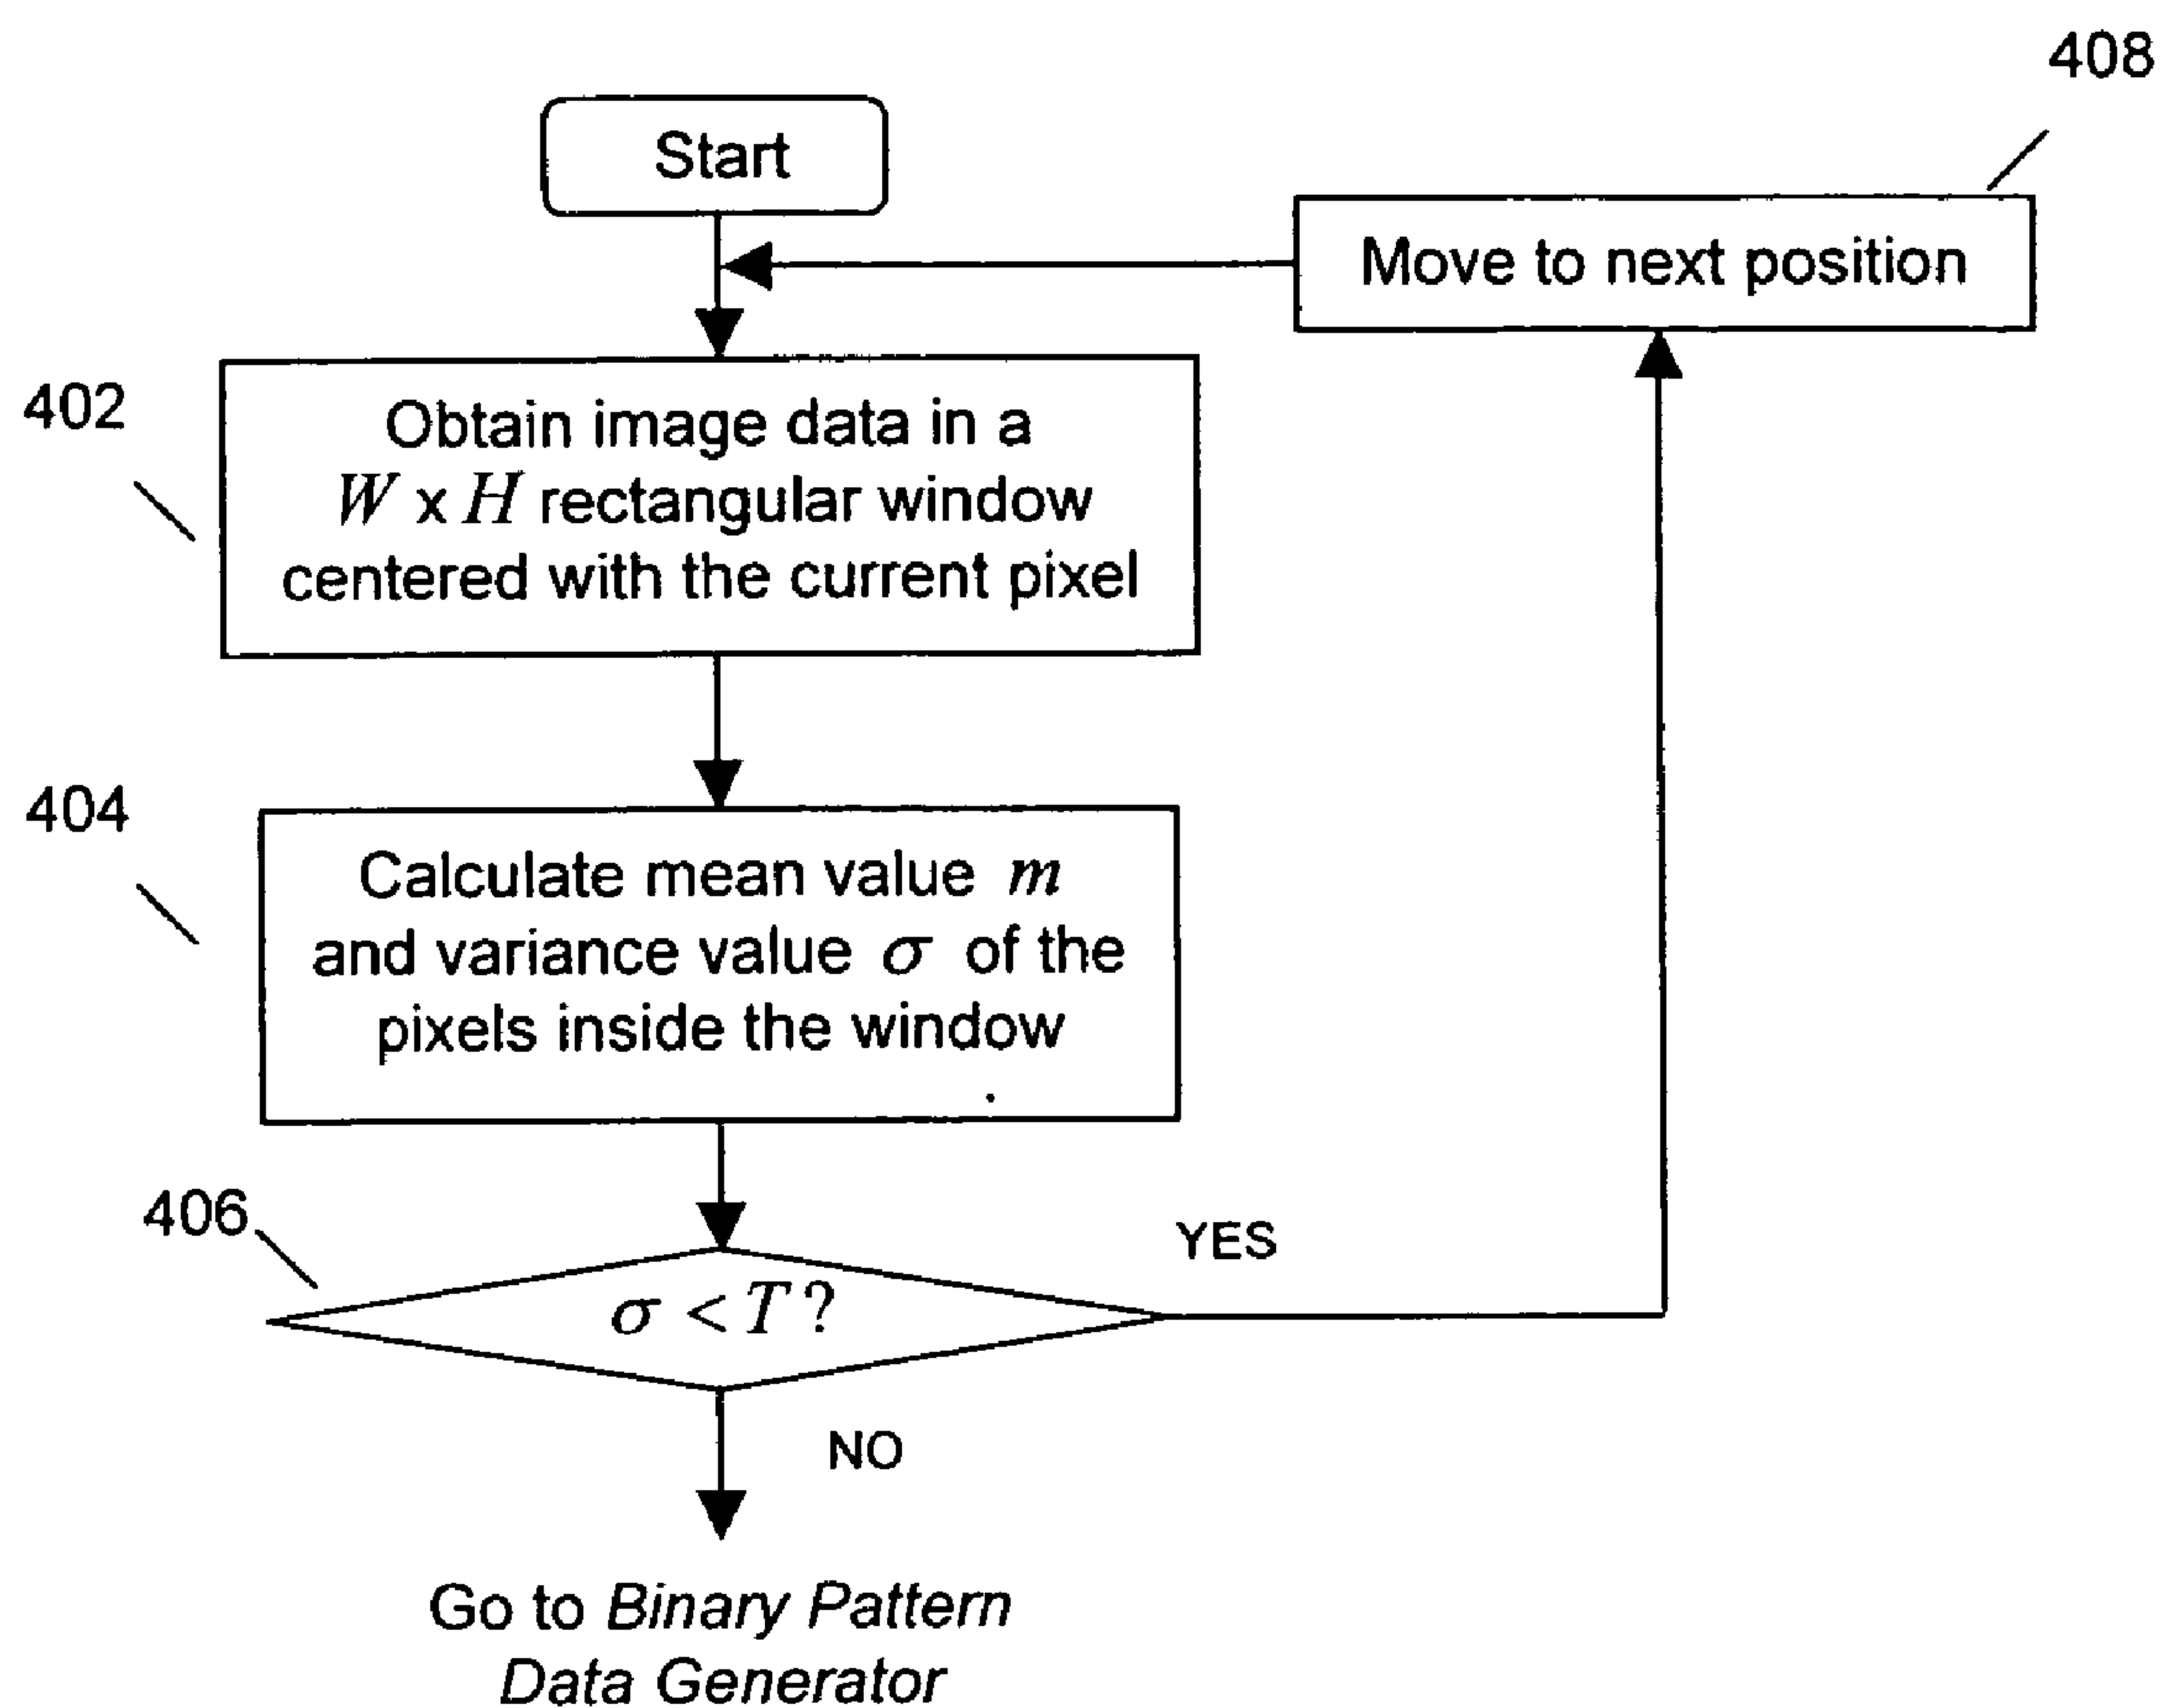 408
Start
Move to next position
402
Obtain image data in a
W x H rectangular window
centered with the current pixel
404
Calculate mean value m
and variance value σ of the
pixels inside the window
406
YES
σ < T ?
NO
Go to Binary Pattern
Data Generator